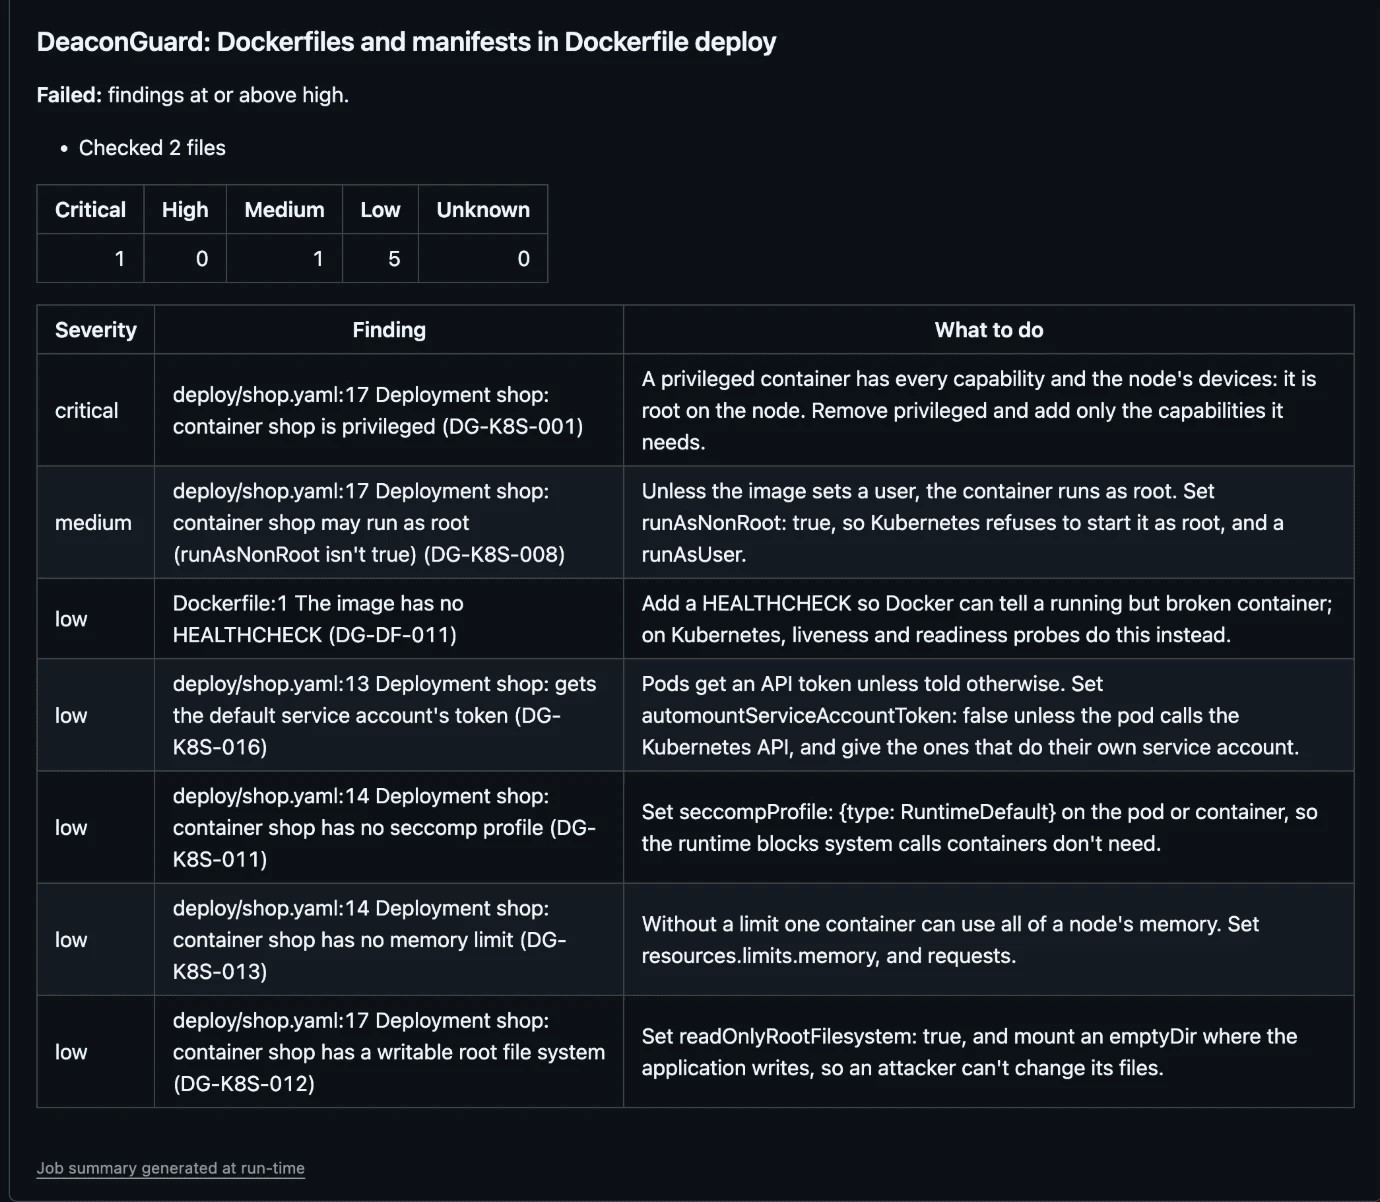 DeaconGuard: Dockerfiles and manifests in Dockerfile deploy
Failed: findings at or above high.
• Checked 2 files
Critical High Medium Low Unknown
1 0 1 5 0
Severity Finding What to do
critical
deploy/shop.yaml:17 Deployment shop:
container shop is privileged (DG-K8S-001)
A privileged container has every capability and the node's devices: it is
root on the node. Remove privileged and add only the capabilities it
needs.
medium
deploy/shop.yaml:17 Deployment shop:
container shop may run as root
(runAsNonRoot isn't true) (DG-K8S-008)
Unless the image sets a user, the container runs as root. Set
runAsNonRoot: true, so Kubernetes refuses to start it as root, and a
runAsUser.
low
Dockerfile:1 The image has no
HEALTHCHECK (DG-DF-011)
Add a HEALTHCHECK so Docker can tell a running but broken container;
on Kubernetes, liveness and readiness probes do this instead.
low
deploy/shop.yaml:13 Deployment shop: gets
the default service account's token (DG-
K8S-016)
Pods get an API token unless told otherwise. Set
automountServiceAccountToken: false unless the pod calls the
Kubernetes API, and give the ones that do their own service account.
low
deploy/shop.yaml:14 Deployment shop:
container shop has no seccomp profile (DG-
K8S-011)
Set seccompProfile: {type: RuntimeDefault} on the pod or container, so
the runtime blocks system calls containers don't need.
low
deploy/shop.yaml:14 Deployment shop:
container shop has no memory limit (DG-
K8S-013)
Without a limit one container can use all of a node's memory. Set
resources.limits.memory, and requests.
low
deploy/shop.yaml:17 Deployment shop:
container shop has a writable root file system
(DG-K8S-012)
Set readOnlyRootFilesystem: true, and mount an emptyDir where the
application writes, so an attacker can't change its files.
Job summary generated at run-time